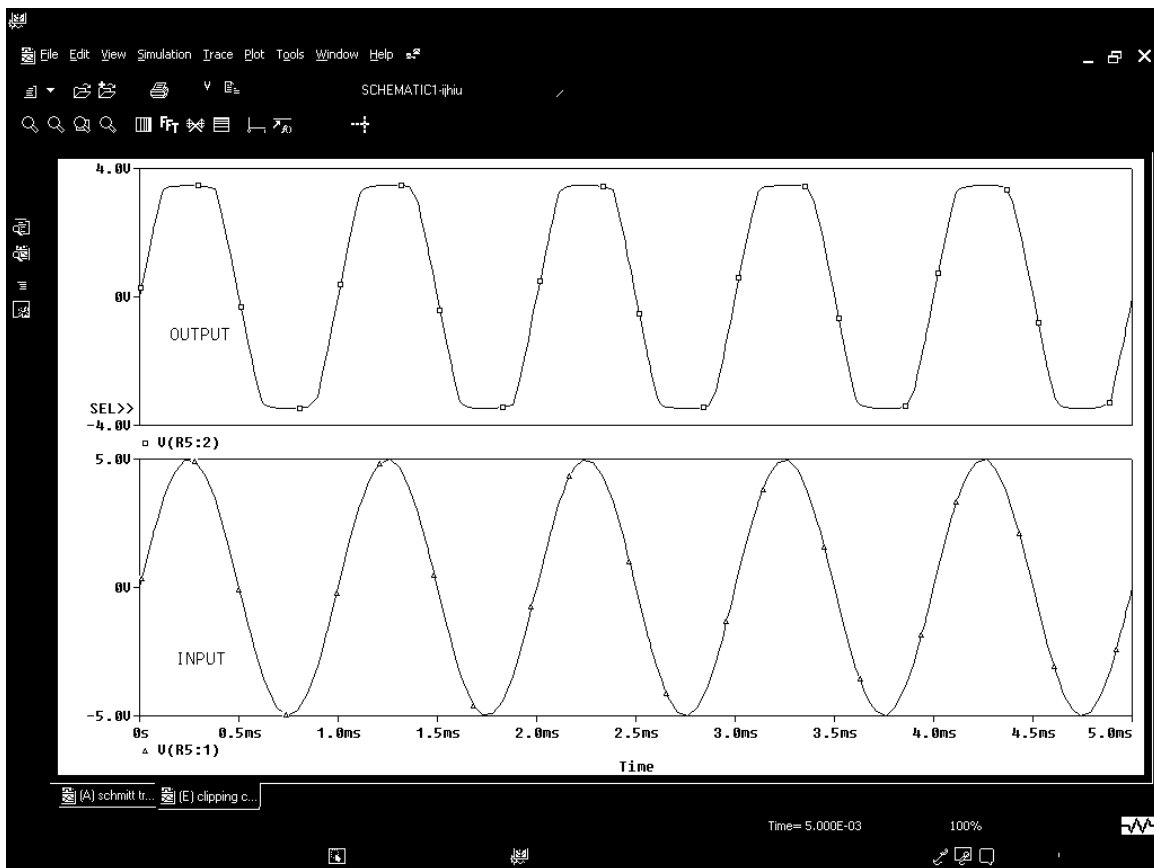 File Edit View Simulation Trace Plot Tools Window Help
SCHEMATIC1-ijhiu
FFT
4.0V
0V
OUTPUT
SEL>>
-4.0V
V(R5:2)
5.0V
0V
INPUT
-5.0V
0s 0.5ms 1.0ms 1.5ms 2.0ms 2.5ms 3.0ms 3.5ms 4.0ms 4.5ms 5.0ms
V(R5:1)
Time
(A) schmitt tr... (E) clipping c...
Time= 5.000E-03 100%